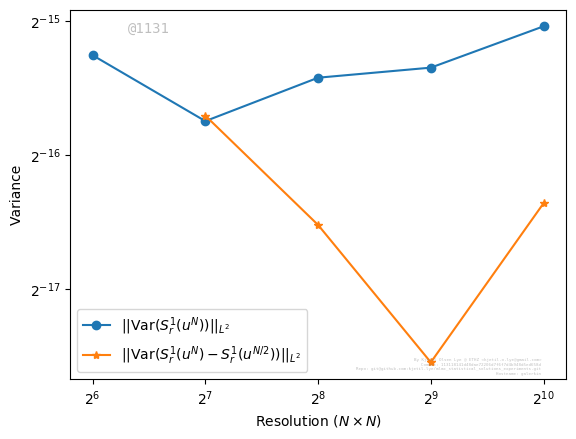 @1131
2^{-15}
2^{-16}
2^{-17}
Variance
||Var(S_r^1(u^N))||_{L^2}
||Var(S_r^1(u^N) − S_r^1(u^{N/2}))||_{L^2}
2^6
2^7
2^8
2^9
2^{10}
Resolution (N × N)